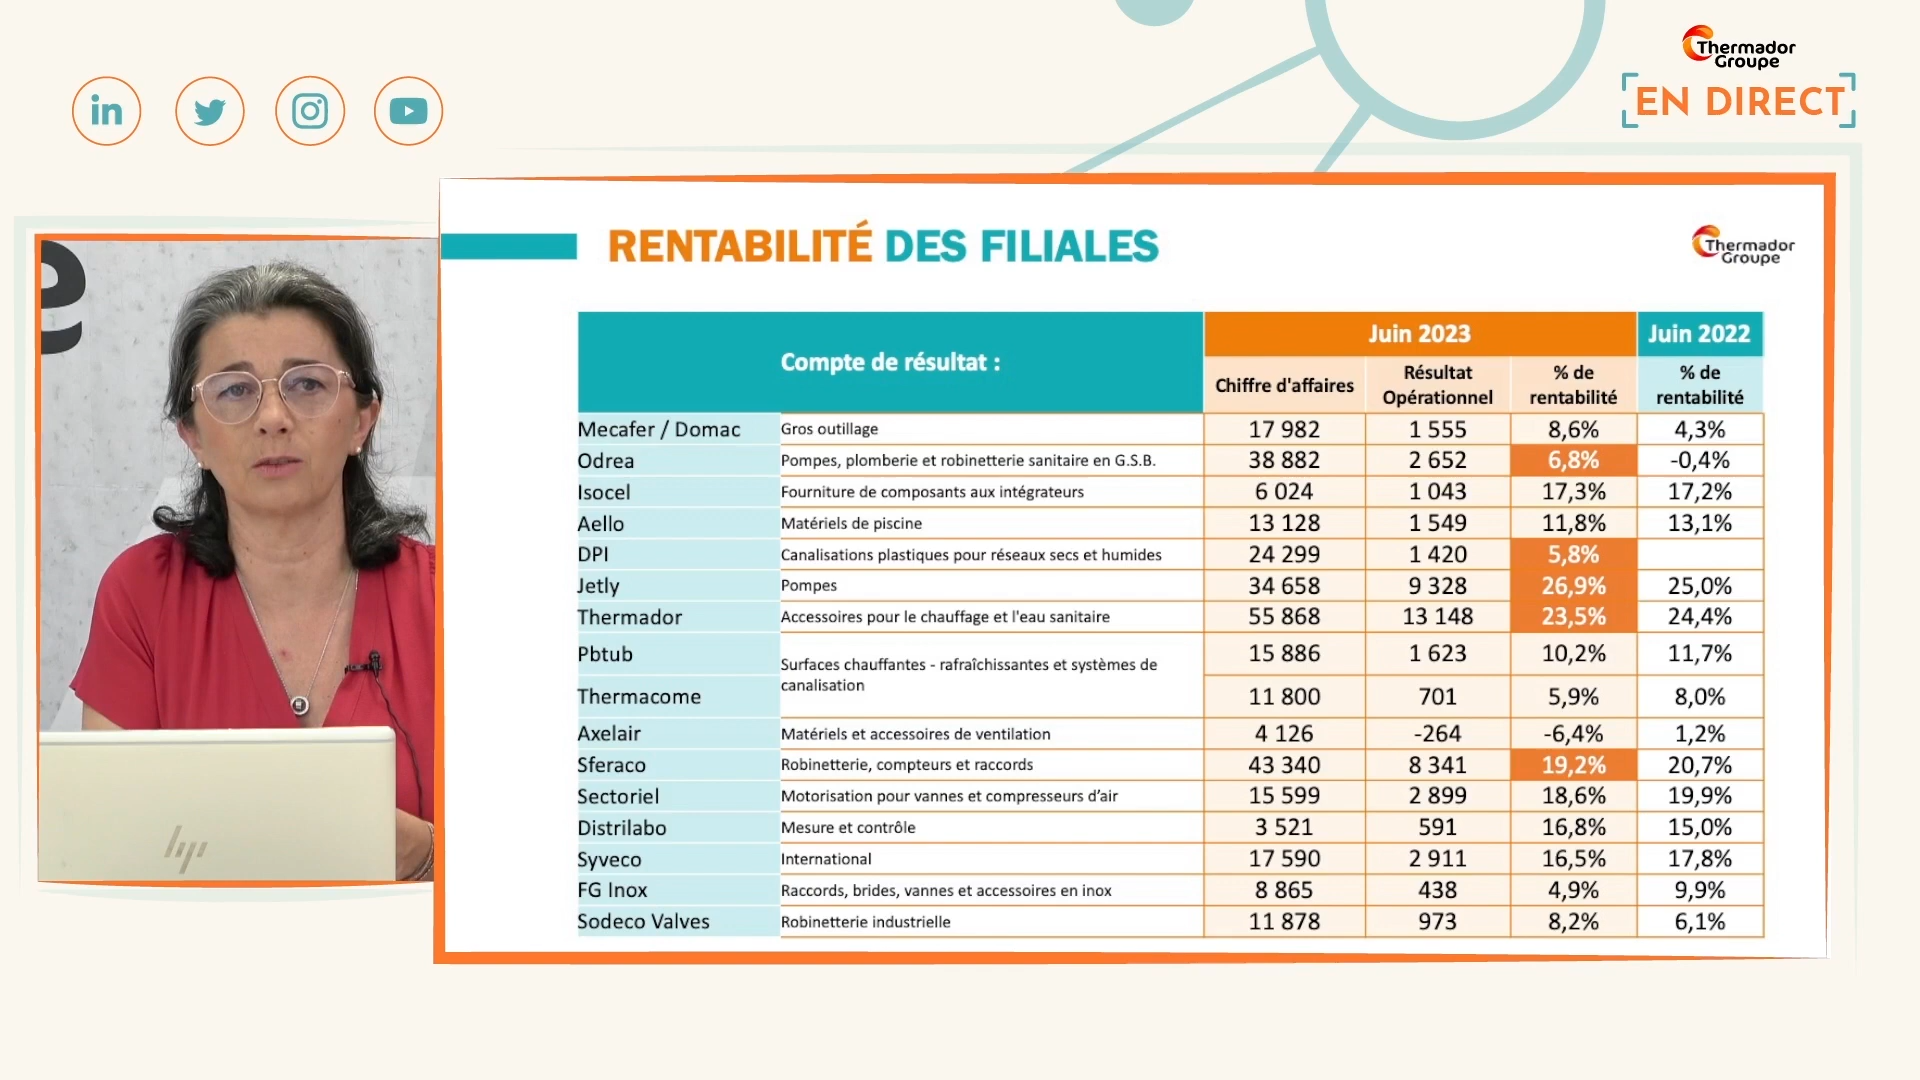 Thermador
Groupe
EN DIRECT
in
e
RENTABILITÉ DES FILIALES
Thermador
Groupe
Compte de résultat :
Juin 2023
Juin 2022
Chiffre d'affaires
Résultat
Opérationnel
% de
rentabilité
% de
rentabilité
Mecafer / Domac Gros outillage 17 982 1 555 8,6% 4,3%
Odrea Pompes, plomberie et robinetterie sanitaire en G.S.B. 38 882 2 652 6,8% -0,4%
Isocel Fourniture de composants aux intégrateurs 6 024 1 043 17,3% 17,2%
Aello Matériels de piscine 13 128 1 549 11,8% 13,1%
DPI Canalisations plastiques pour réseaux secs et humides 24 299 1 420 5,8%
Jetly Pompes 34 658 9 328 26,9% 25,0%
Thermador Accessoires pour le chauffage et l'eau sanitaire 55 868 13 148 23,5% 24,4%
Pbtub 15 886 1 623 10,2% 11,7%
Surfaces chauffantes - rafraîchissantes et systèmes de
canalisation
Thermacome 11 800 701 5,9% 8,0%
Axelair Matériels et accessoires de ventilation 4 126 -264 -6,4% 1,2%
Sferaco Robinetterie, compteurs et raccords 43 340 8 341 19,2% 20,7%
Sectoriel Motorisation pour vannes et compresseurs d’air 15 599 2 899 18,6% 19,9%
Distrilabo Mesure et contrôle 3 521 591 16,8% 15,0%
Syveco International 17 590 2 911 16,5% 17,8%
FG Inox Raccords, brides, vannes et accessoires en inox 8 865 438 4,9% 9,9%
Sodeco Valves Robinetterie industrielle 11 878 973 8,2% 6,1%
hp